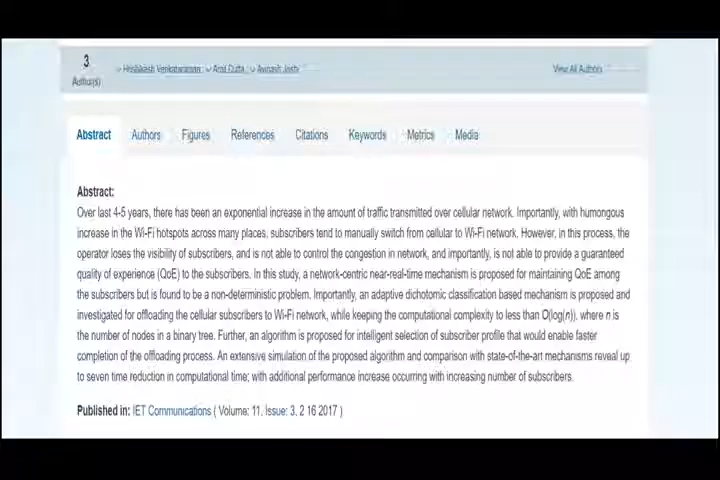 3
Author(s)
Hrishikesh Venkataraman; Amit Dutta; Avinash Joshi
View All Authors
Abstract Authors Figures References Citations Keywords Metrics Media
Abstract:
Over last 4-5 years, there has been an exponential increase in the amount of traffic transmitted over cellular network. Importantly, with humongous
increase in the Wi-Fi hotspots across many places, subscribers tend to manually switch from cellular to Wi-Fi network. However, in this process, the
operator loses the visibility of subscribers, and is not able to control the congestion in network, and importantly, is not able to provide a guaranteed
quality of experience (QoE) to the subscribers. In this study, a network-centric near-real-time mechanism is proposed for maintaining QoE among
the subscribers but is found to be a non-deterministic problem. Importantly, an adaptive dichotomic classification based mechanism is proposed and
investigated for offloading the cellular subscribers to Wi-Fi network, while keeping the computational complexity to less than O(log(n)), where n is
the number of nodes in a binary tree. Further, an algorithm is proposed for intelligent selection of subscriber profile that would enable faster
completion of the offloading process. An extensive simulation of the proposed algorithm and comparison with state-of-the-art mechanisms reveal up
to seven time reduction in computational time; with additional performance increase occurring with increasing number of subscribers.
Published in: IET Communications ( Volume: 11, Issue: 3, 2 16 2017 )